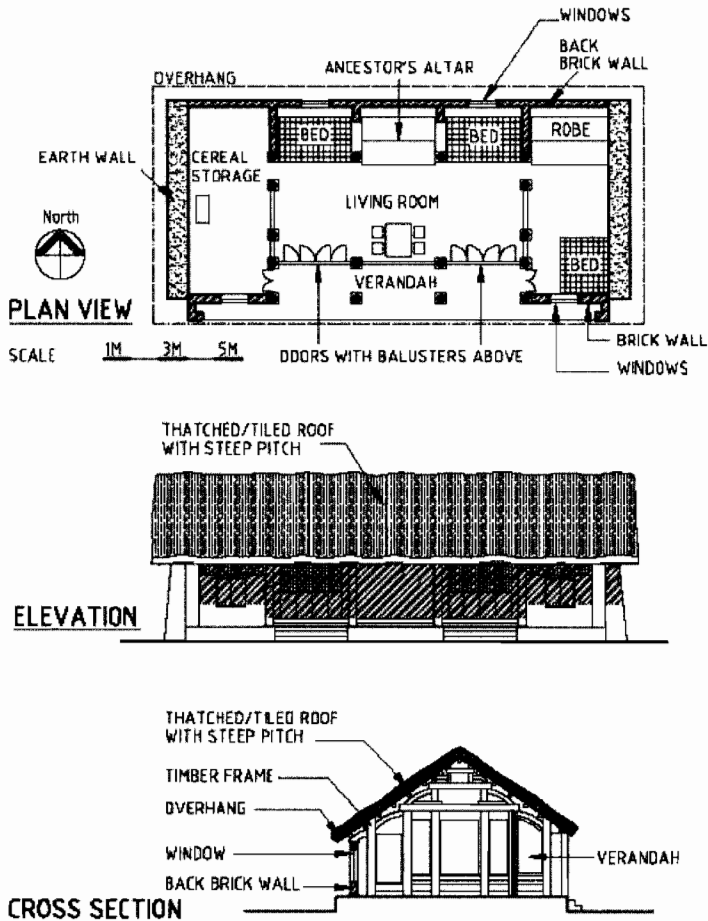 WINDOWS
BACK
BRICK WALL
ANCESTOR'S ALTAR
OVERHANG
BED
BED
ROBE
EARTH WALL
CEREAL
STORAGE
LIVING ROOM
North
BED
VERANDAH
PLAN VIEW
BRICK WALL
SCALE 1M 3M 5M
DOORS WITH BALUSTERS ABOVE
WINDOWS
THATCHED/TILED ROOF
WITH STEEP PITCH
ELEVATION
THATCHED/TILED ROOF
WITH STEEP PITCH
TIMBER FRAME
OVERHANG
WINDOW
VERANDAH
BACK BRICK WALL
CROSS SECTION